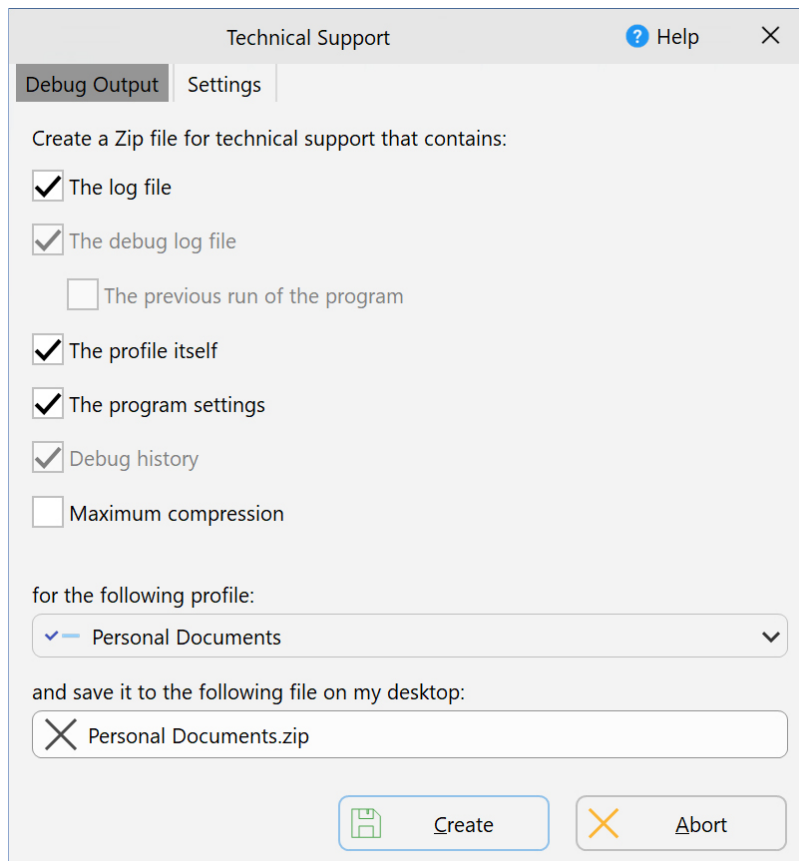 Technical Support
Help
Debug Output
Settings
Create a Zip file for technical support that contains:
The log file
The debug log file
The previous run of the program
The profile itself
The program settings
Debug history
Maximum compression
for the following profile:
Personal Documents
and save it to the following file on my desktop:
Personal Documents.zip
Create
Abort